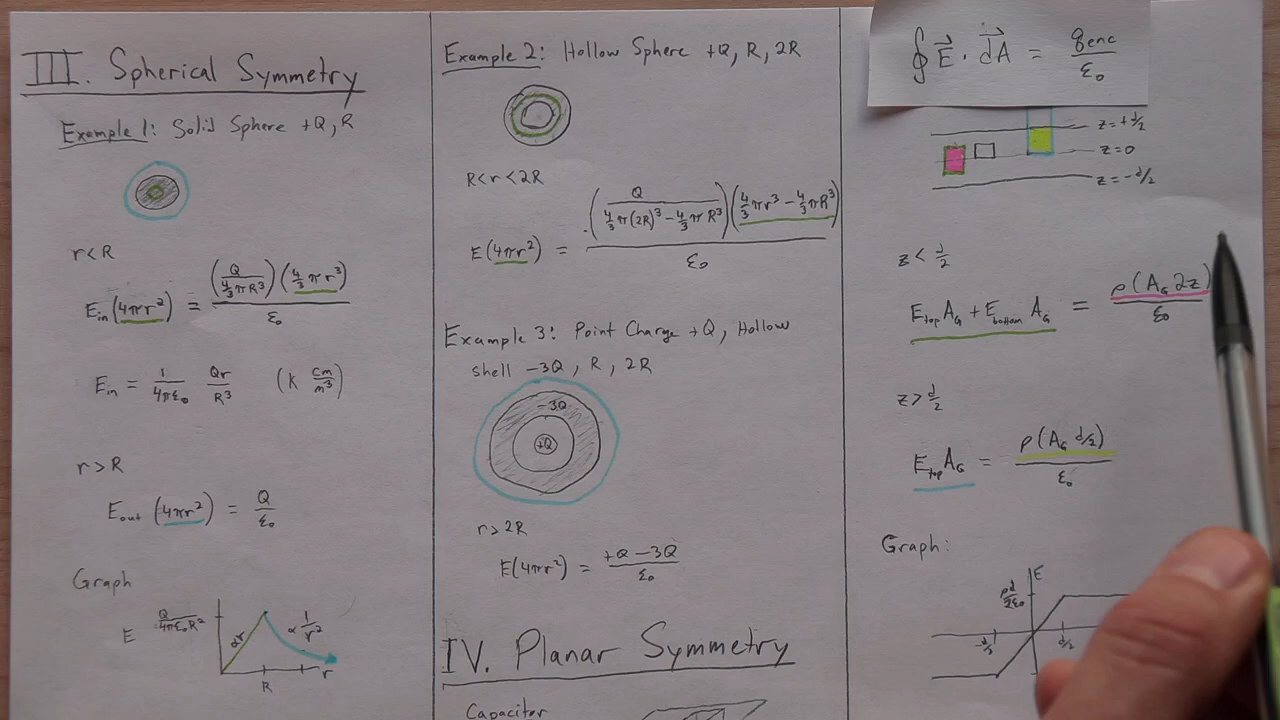 III. Spherical Symmetry
Example 1: Solid Sphere +Q, R
r < R
E_in (4πr²) = (Q / (4/3 πR³)) (4/3 πr³) / ε₀
E_in = 1/(4πε₀) Qr/R³ (K cm/m³)
r > R
E_out (4πr²) = Q/ε₀
Graph
E Q/(4πε₀R²) αr α 1/r²
R r
Example 2: Hollow Sphere +Q, R, 2R
R < r < 2R
E (4πr²) = (Q / (4/3 π(2R)³ − 4/3 πR³)) (4/3 πr³ − 4/3 πR³) / ε₀
Example 3: Point Charge +Q, Hollow
shell −3Q, R, 2R
−3Q
+Q
r > 2R
E(4πr²) = (+Q − 3Q)/ε₀
IV. Planar Symmetry
Capacitor
∮ E⃗ · dA⃗ = q_enc/ε₀
z = +d/2
z = 0
z = −d/2
z < d/2
E_top A_G + E_bottom A_G = ρ(A_G 2z)/ε₀
z > d/2
E_top A_G = ρ(A_G d/2)/ε₀
Graph:
E
ρd/2ε₀
−d/2 d/2